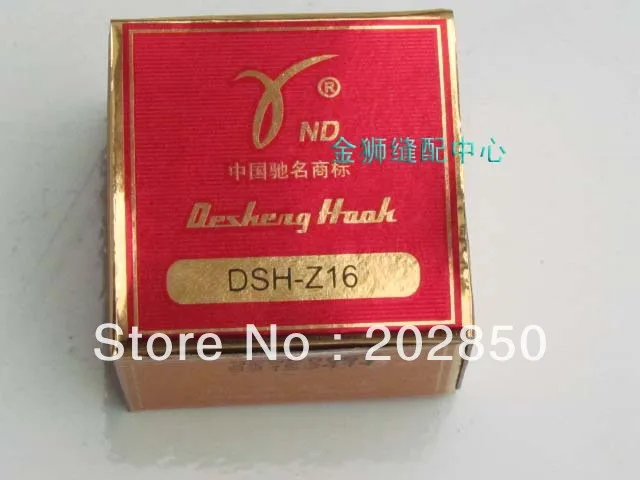 ®
ND
金狮缝配中心
中国驰名商标
Desheng Hook
DSH-Z16
Store No : 202850